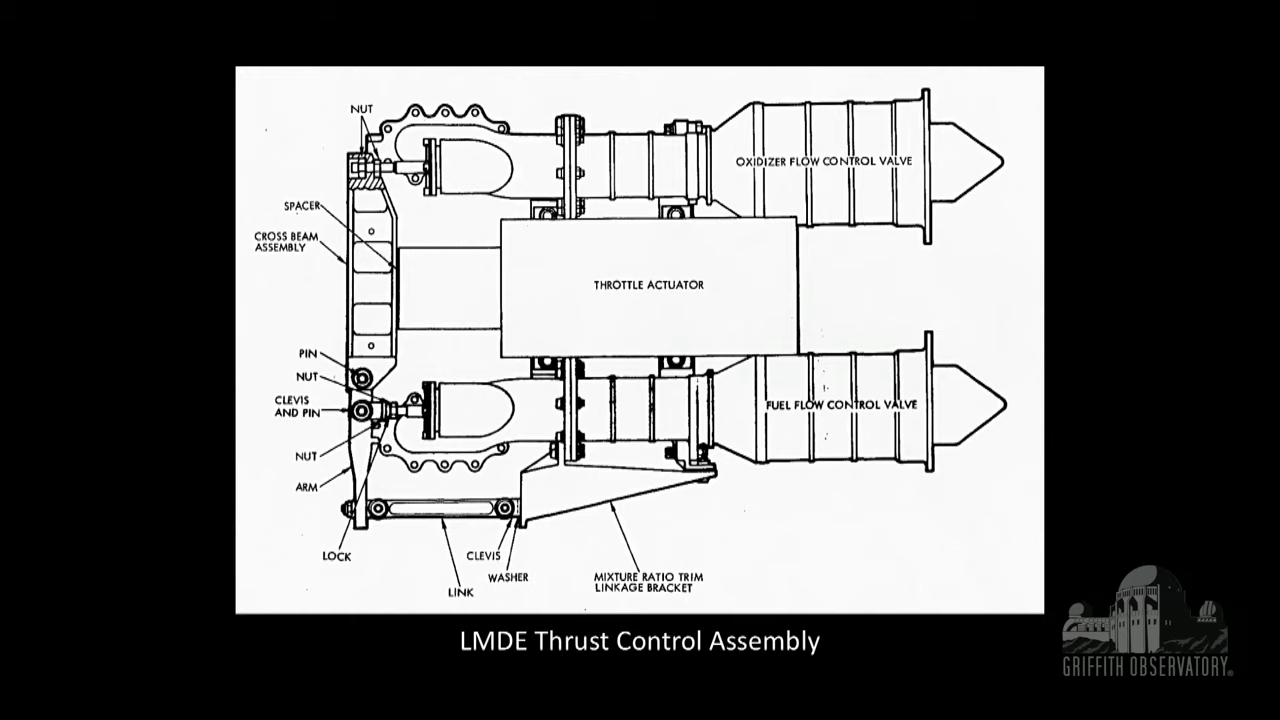 NUT
OXIDIZER FLOW CONTROL VALVE
SPACER
CROSS BEAM
ASSEMBLY
THROTTLE ACTUATOR
PIN
NUT
CLEVIS
AND PIN
FUEL FLOW CONTROL VALVE
NUT
ARM
LOCK
CLEVIS
WASHER
LINK
MIXTURE RATIO TRIM
LINKAGE BRACKET
LMDE Thrust Control Assembly
GRIFFITH OBSERVATORY®